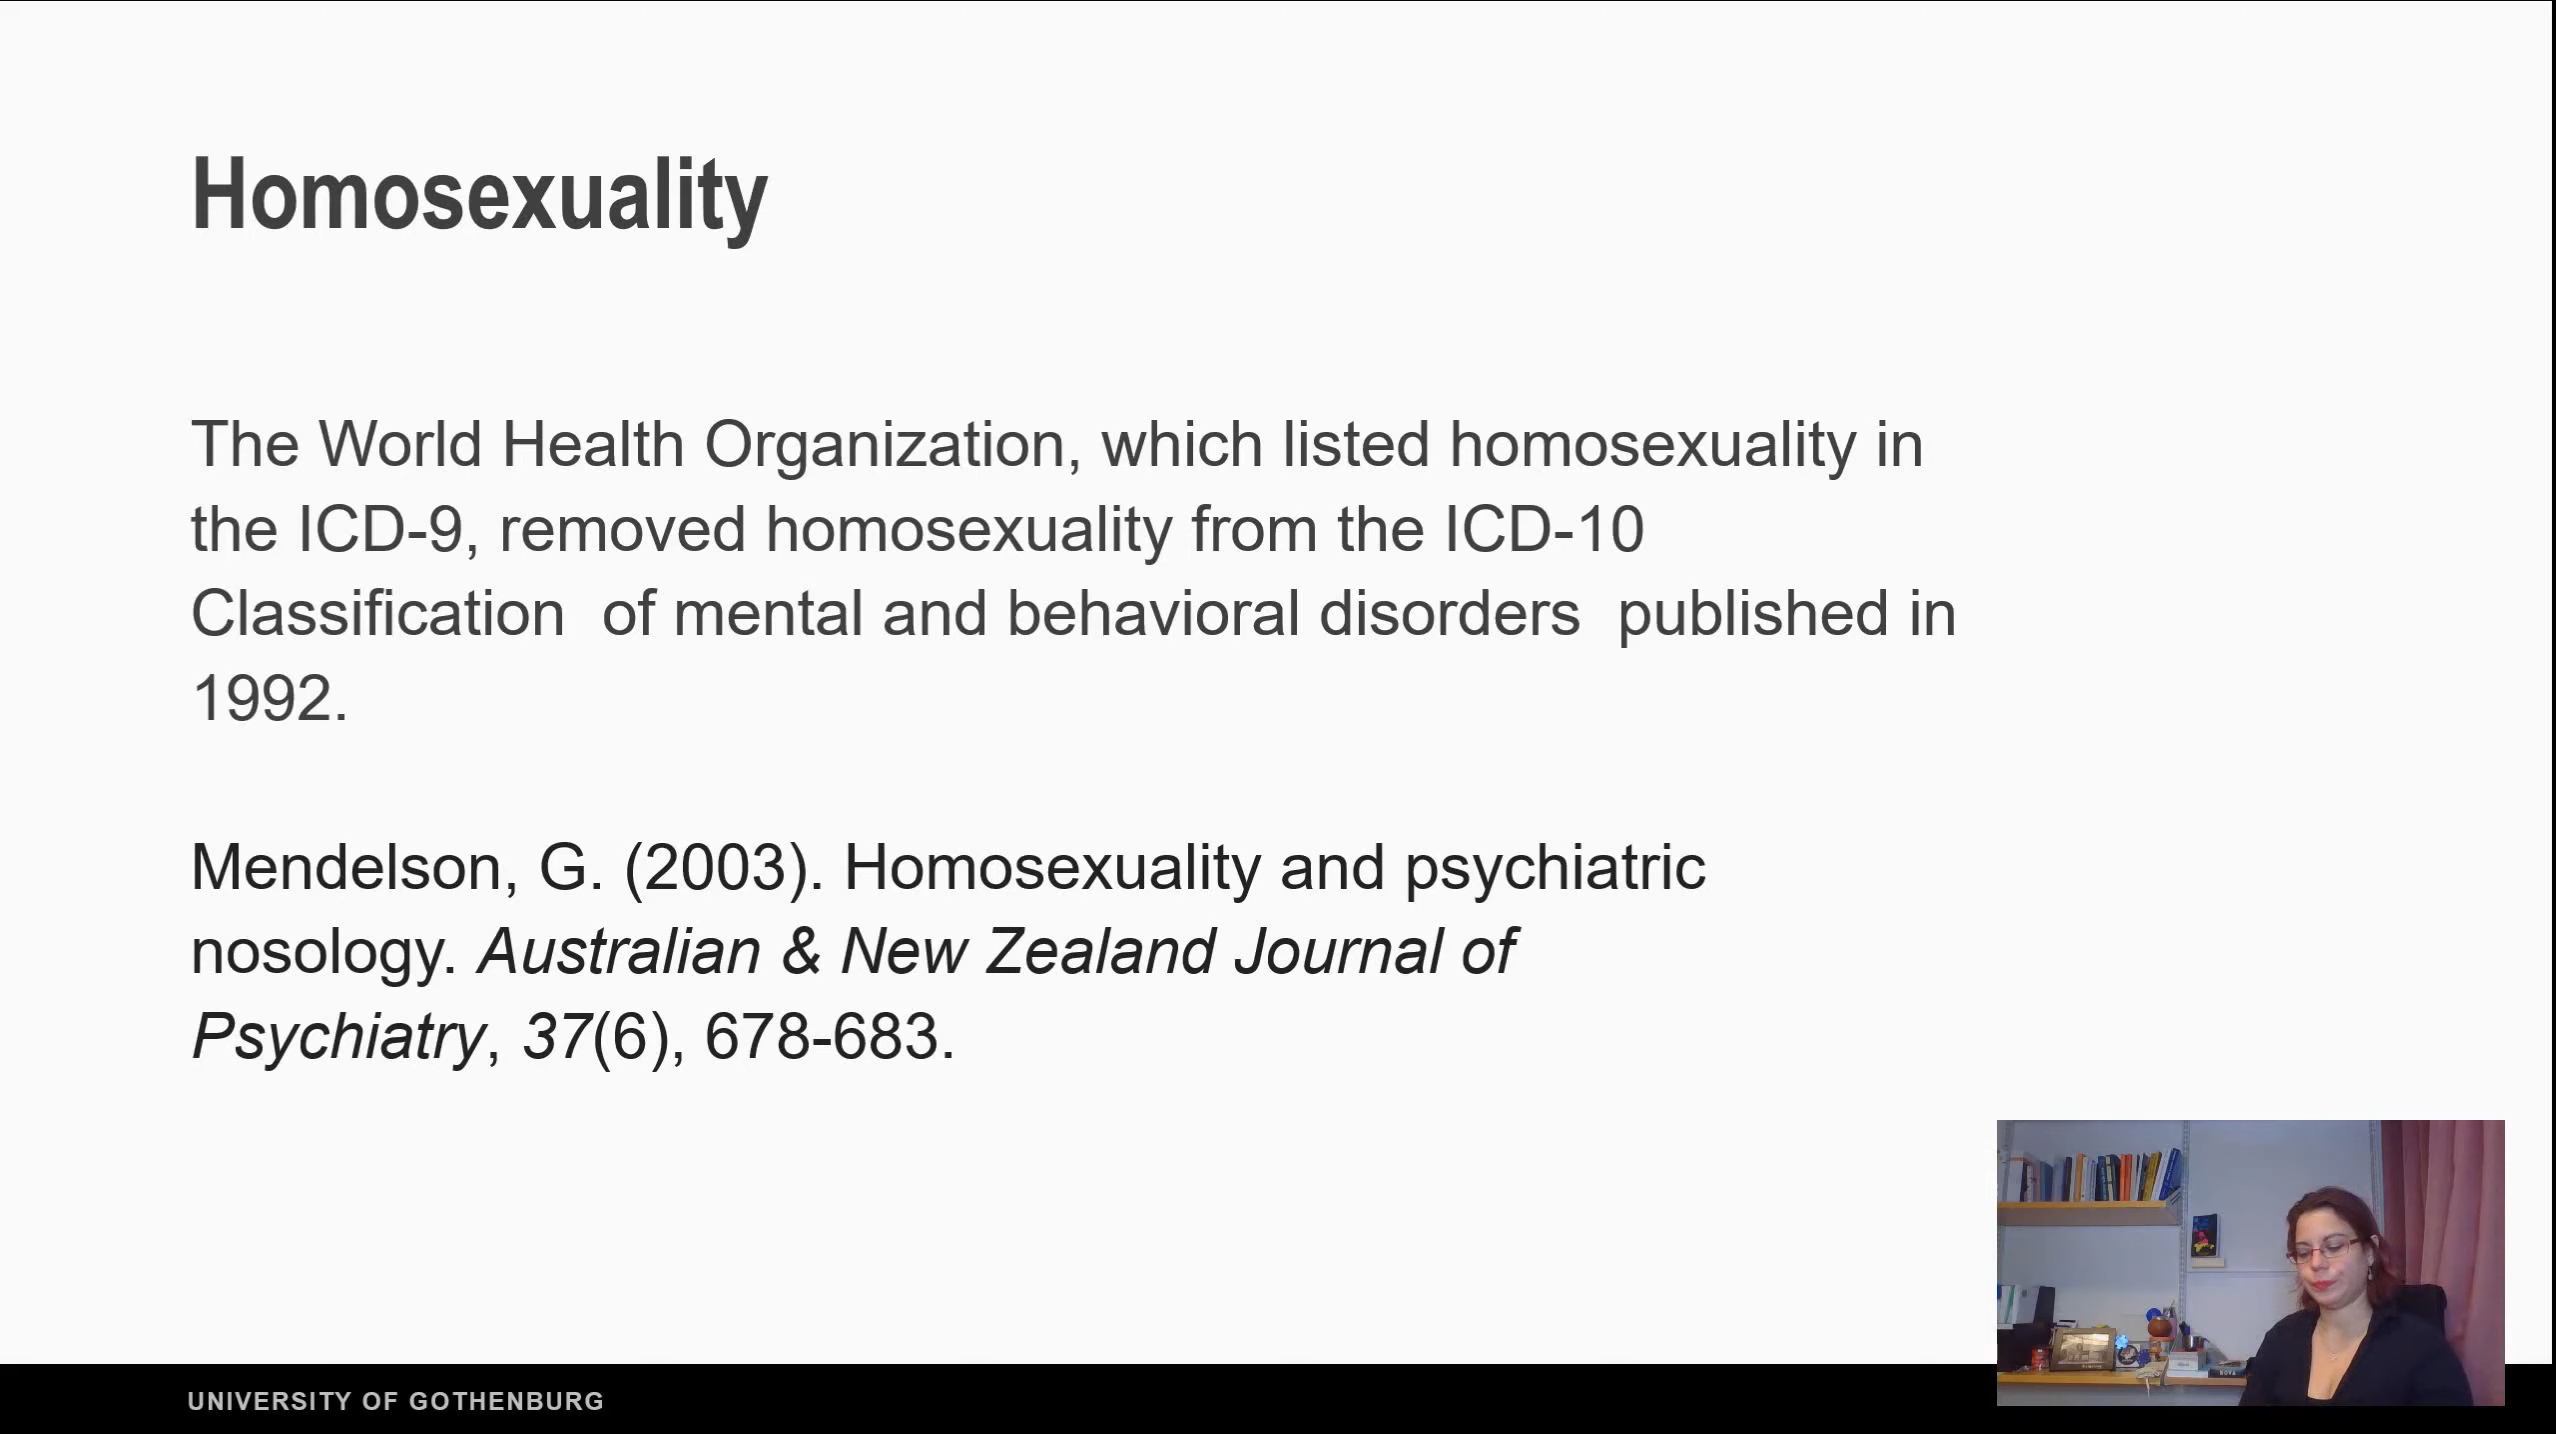 Homosexuality
The World Health Organization, which listed homosexuality in
the ICD-9, removed homosexuality from the ICD-10
Classification  of mental and behavioral disorders  published in
1992.
Mendelson, G. (2003). Homosexuality and psychiatric
nosology. Australian & New Zealand Journal of
Psychiatry, 37(6), 678-683.
UNIVERSITY OF GOTHENBURG